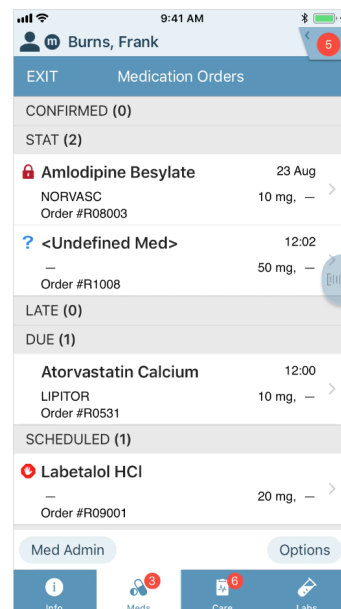 9:41 AM
m Burns, Frank
5
EXIT Medication Orders
CONFIRMED (0)
STAT (2)
Amlodipine Besylate 23 Aug
NORVASC 10 mg, —
Order #R08003
? <Undefined Med> 12:02
— 50 mg, —
Order #R1008
LATE (0)
DUE (1)
Atorvastatin Calcium 12:00
LIPITOR 10 mg, —
Order #R0531
SCHEDULED (1)
Labetalol HCl
— 20 mg, —
Order #R09001
Med Admin Options
3 6
Info Meds Care Labs